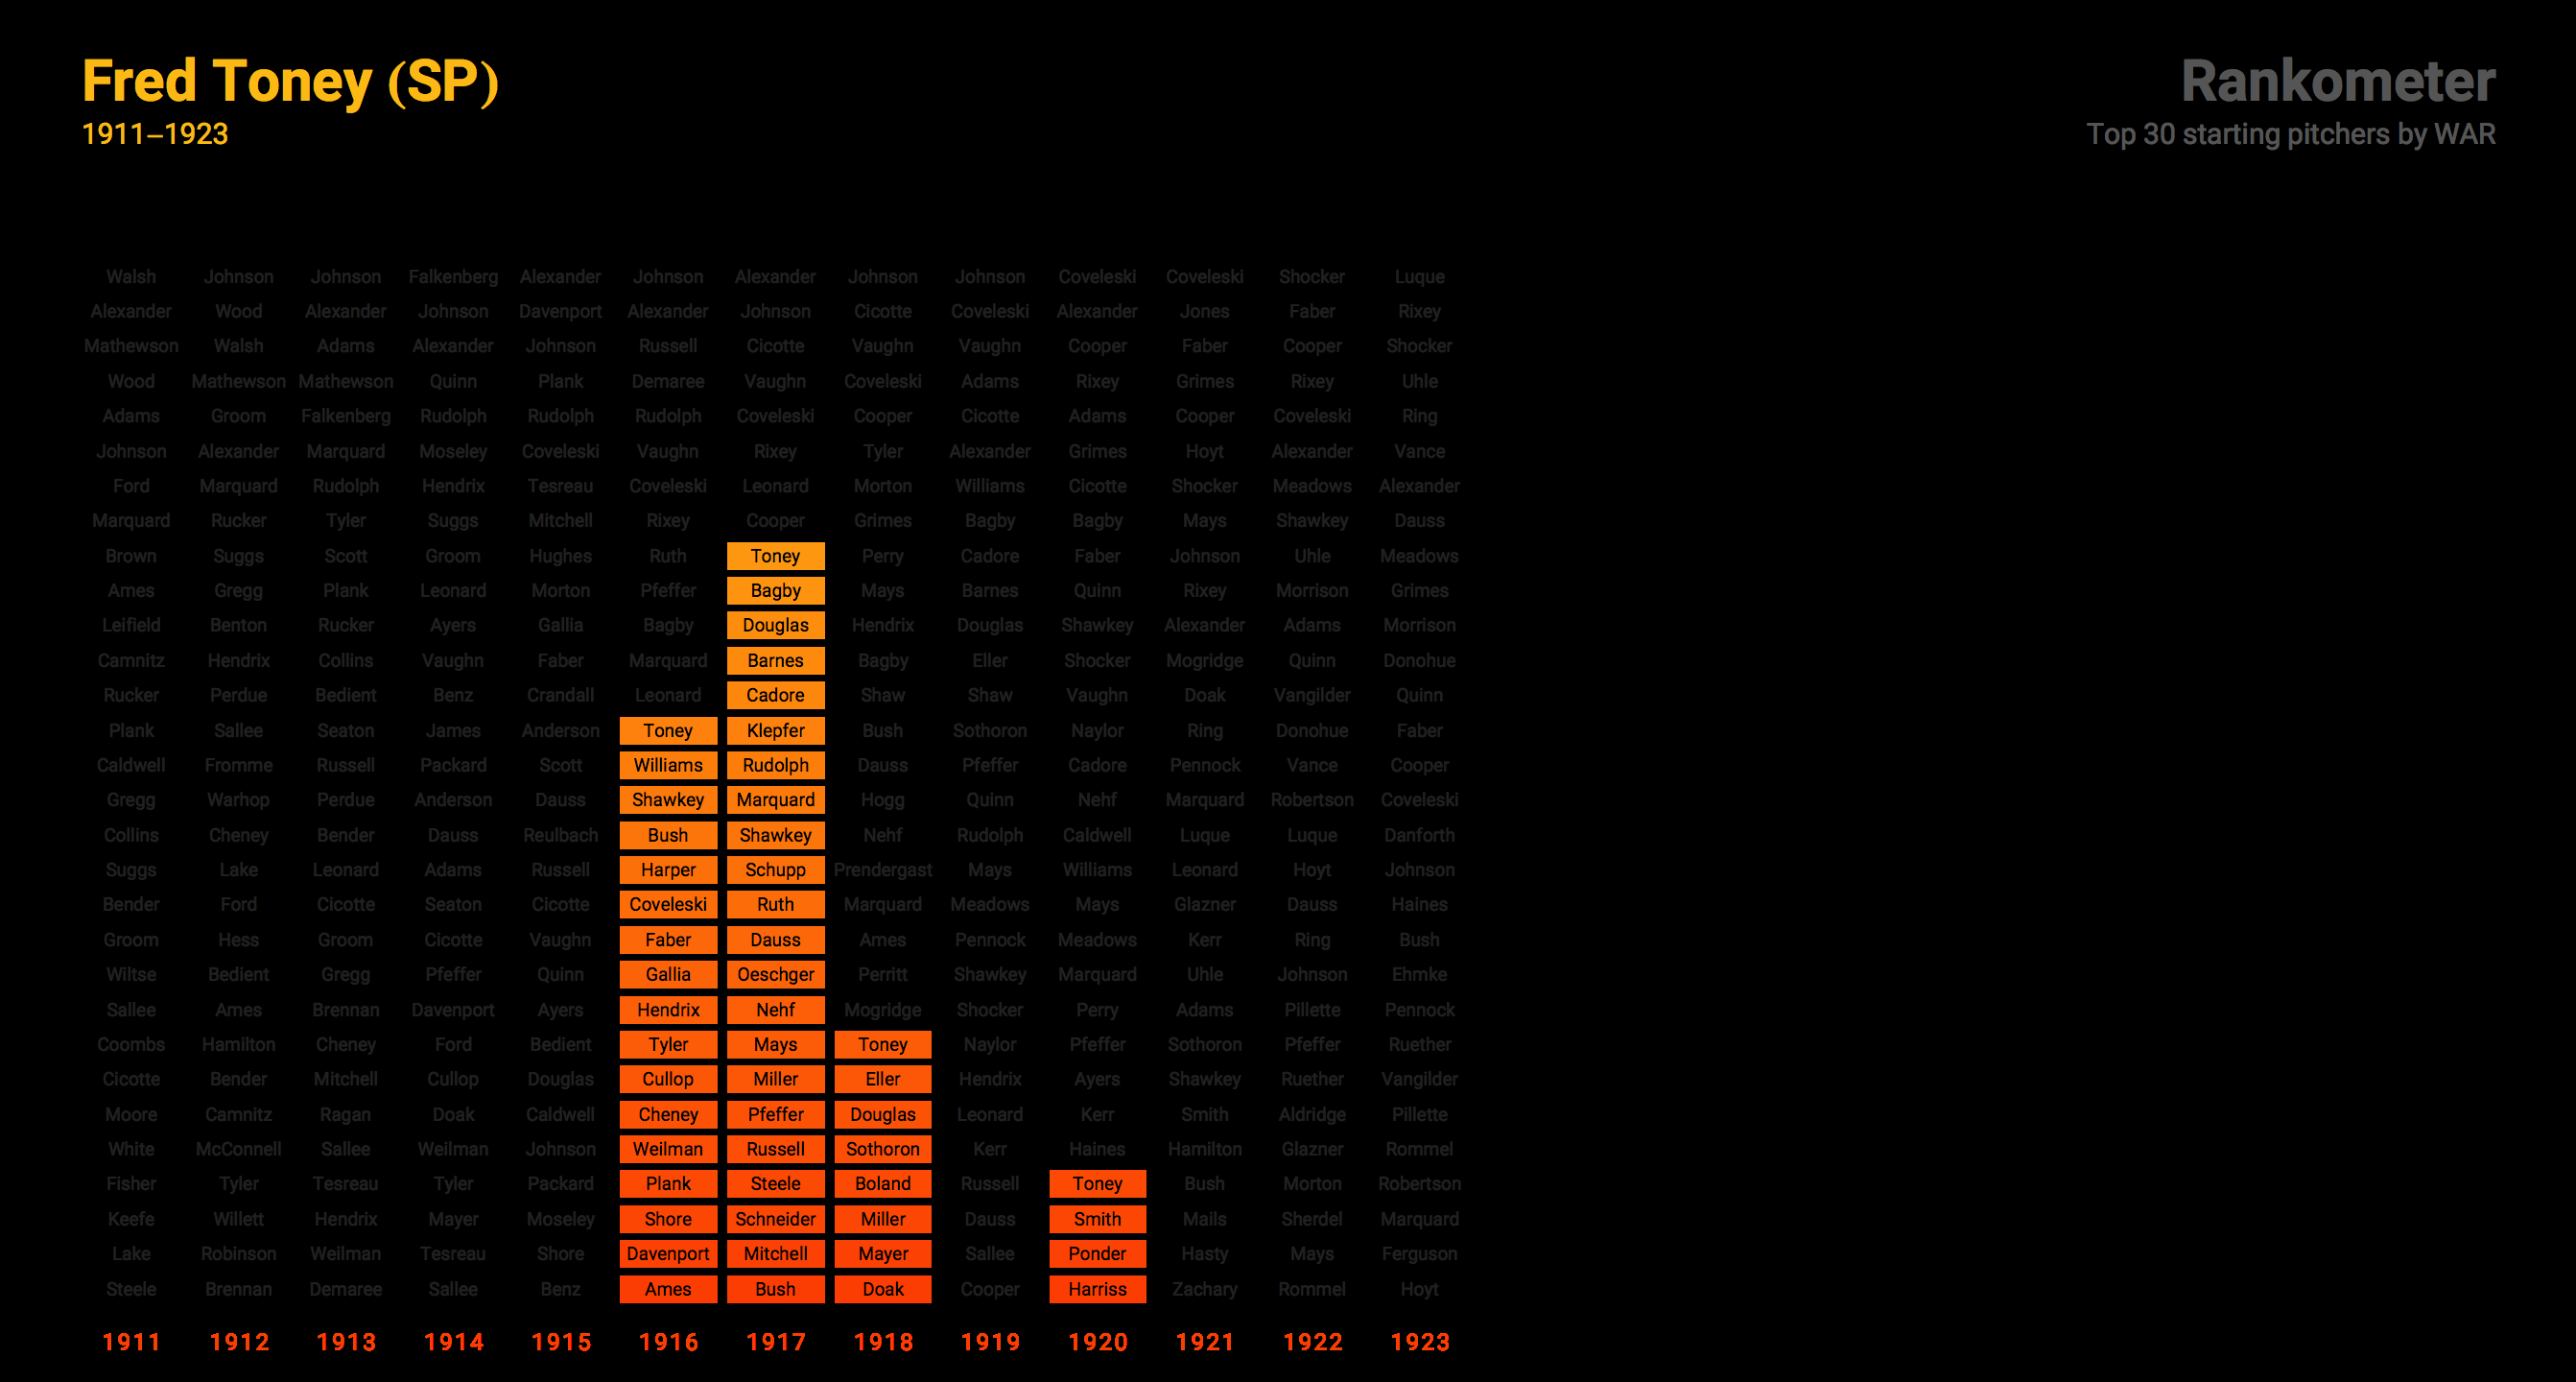 Fred Toney (SP)
1911–1923
Rankometer
Top 30 starting pitchers by WAR
Walsh Johnson Johnson Falkenberg Alexander Johnson Alexander Johnson Johnson Coveleski Coveleski Shocker Luque
Alexander Wood Alexander Johnson Davenport Alexander Johnson Cicotte Coveleski Alexander Jones Faber Rixey
Mathewson Walsh Adams Alexander Johnson Russell Cicotte Vaughn Vaughn Cooper Faber Cooper Shocker
Wood Mathewson Mathewson Quinn Plank Demaree Vaughn Coveleski Adams Rixey Grimes Rixey Uhle
Adams Groom Falkenberg Rudolph Rudolph Rudolph Coveleski Cooper Cicotte Adams Cooper Coveleski Ring
Johnson Alexander Marquard Moseley Coveleski Vaughn Rixey Tyler Alexander Grimes Hoyt Alexander Vance
Ford Marquard Rudolph Hendrix Tesreau Coveleski Leonard Morton Williams Cicotte Shocker Meadows Alexander
Marquard Rucker Tyler Suggs Mitchell Rixey Cooper Grimes Bagby Bagby Mays Shawkey Dauss
Brown Suggs Scott Groom Hughes Ruth Toney Perry Cadore Faber Johnson Uhle Meadows
Ames Gregg Plank Leonard Morton Pfeffer Bagby Mays Barnes Quinn Rixey Morrison Grimes
Leifield Benton Rucker Ayers Gallia Bagby Douglas Hendrix Douglas Shawkey Alexander Adams Morrison
Camnitz Hendrix Collins Vaughn Faber Marquard Barnes Bagby Eller Shocker Mogridge Quinn Donohue
Rucker Perdue Bedient Benz Crandall Leonard Cadore Shaw Shaw Vaughn Doak Vangilder Quinn
Plank Sallee Seaton James Anderson Toney Klepfer Bush Sothoron Naylor Ring Donohue Faber
Caldwell Fromme Russell Packard Scott Williams Rudolph Dauss Pfeffer Cadore Pennock Vance Cooper
Gregg Warhop Perdue Anderson Dauss Shawkey Marquard Hogg Quinn Nehf Marquard Robertson Coveleski
Collins Cheney Bender Dauss Reulbach Bush Shawkey Nehf Rudolph Caldwell Luque Luque Danforth
Suggs Lake Leonard Adams Russell Harper Schupp Prendergast Mays Williams Leonard Hoyt Johnson
Bender Ford Cicotte Seaton Cicotte Coveleski Ruth Marquard Meadows Mays Glazner Dauss Haines
Groom Hess Groom Cicotte Vaughn Faber Dauss Ames Pennock Meadows Kerr Ring Bush
Wiltse Bedient Gregg Pfeffer Quinn Gallia Oeschger Perritt Shawkey Marquard Uhle Johnson Ehmke
Sallee Ames Brennan Davenport Ayers Hendrix Nehf Mogridge Shocker Perry Adams Pillette Pennock
Coombs Hamilton Cheney Ford Bedient Tyler Mays Toney Naylor Pfeffer Sothoron Pfeffer Ruether
Cicotte Bender Mitchell Cullop Douglas Cullop Miller Eller Hendrix Ayers Shawkey Ruether Vangilder
Moore Camnitz Ragan Doak Caldwell Cheney Pfeffer Douglas Leonard Kerr Smith Aldridge Pillette
White McConnell Sallee Weilman Johnson Weilman Russell Sothoron Kerr Haines Hamilton Glazner Rommel
Fisher Tyler Tesreau Tyler Packard Plank Steele Boland Russell Toney Bush Morton Robertson
Keefe Willett Hendrix Mayer Moseley Shore Schneider Miller Dauss Smith Mails Sherdel Marquard
Lake Robinson Weilman Tesreau Shore Davenport Mitchell Mayer Sallee Ponder Hasty Mays Ferguson
Steele Brennan Demaree Sallee Benz Ames Bush Doak Cooper Harriss Zachary Rommel Hoyt
1911 1912 1913 1914 1915 1916 1917 1918 1919 1920 1921 1922 1923